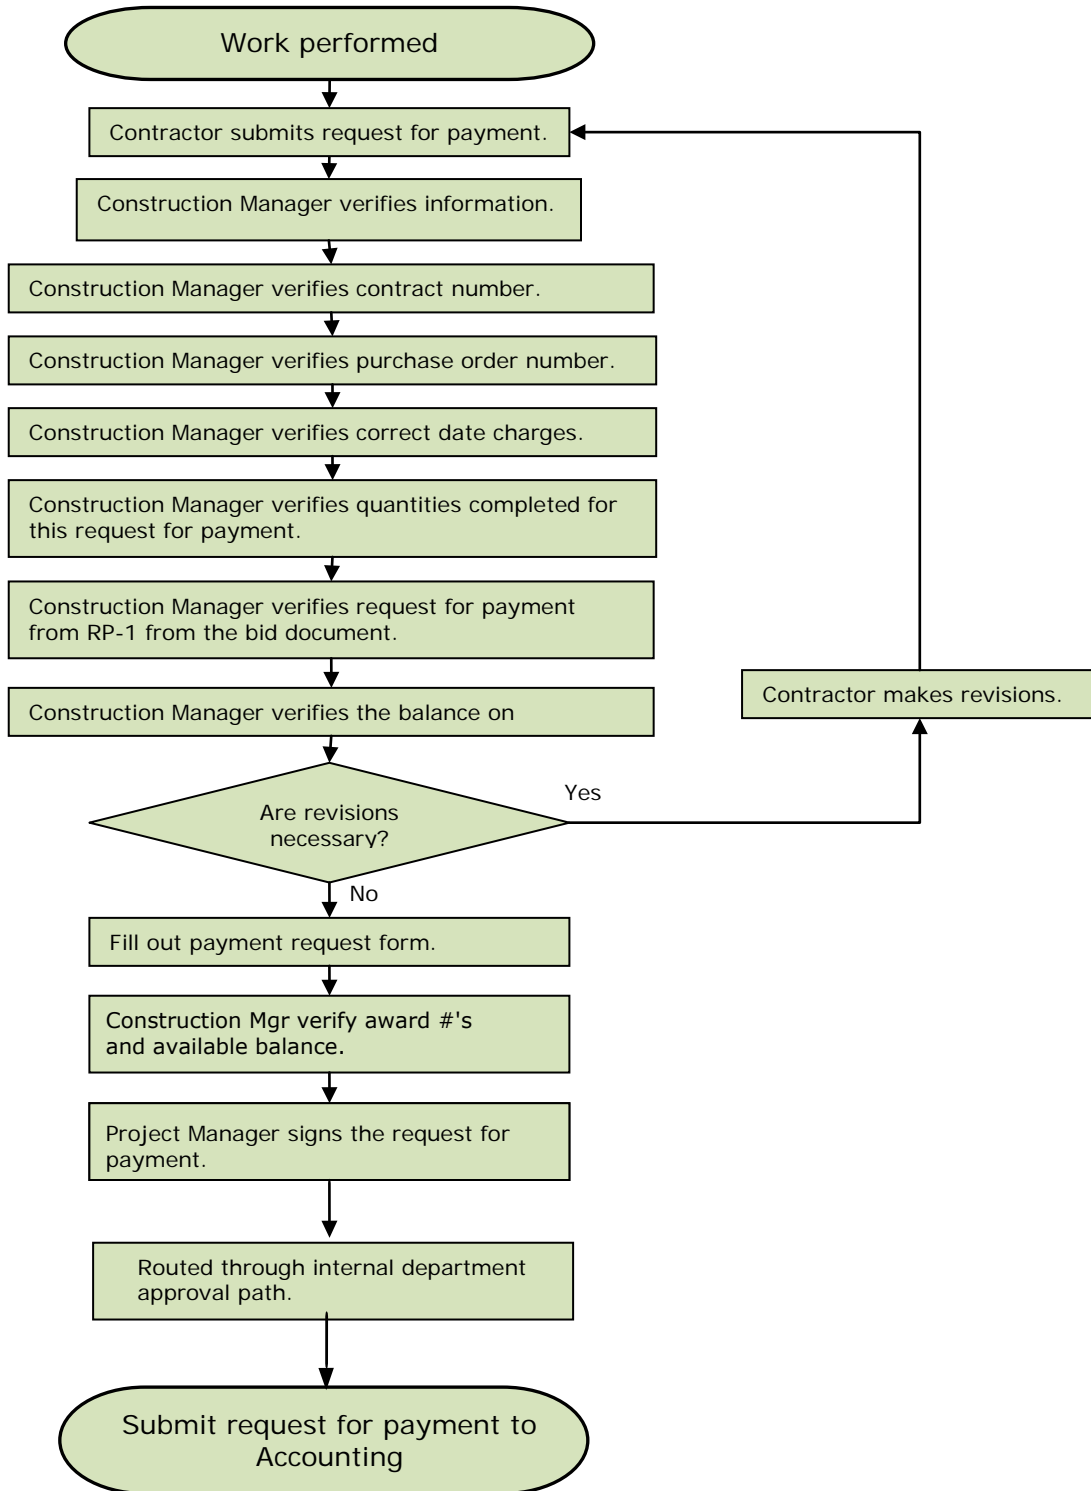 Work performed
Contractor submits request for payment.
Construction Manager verifies information.
Construction Manager verifies contract number.
Construction Manager verifies purchase order number.
Construction Manager verifies correct date charges.
Construction Manager verifies quantities completed for
this request for payment.
Construction Manager verifies request for payment
from RP-1 from the bid document.
Construction Manager verifies the balance on
Contractor makes revisions.
Are revisions
necessary?
Yes
No
Fill out payment request form.
Construction Mgr verify award #'s
and available balance.
Project Manager signs the request for
payment.
Routed through internal department
approval path.
Submit request for payment to
Accounting